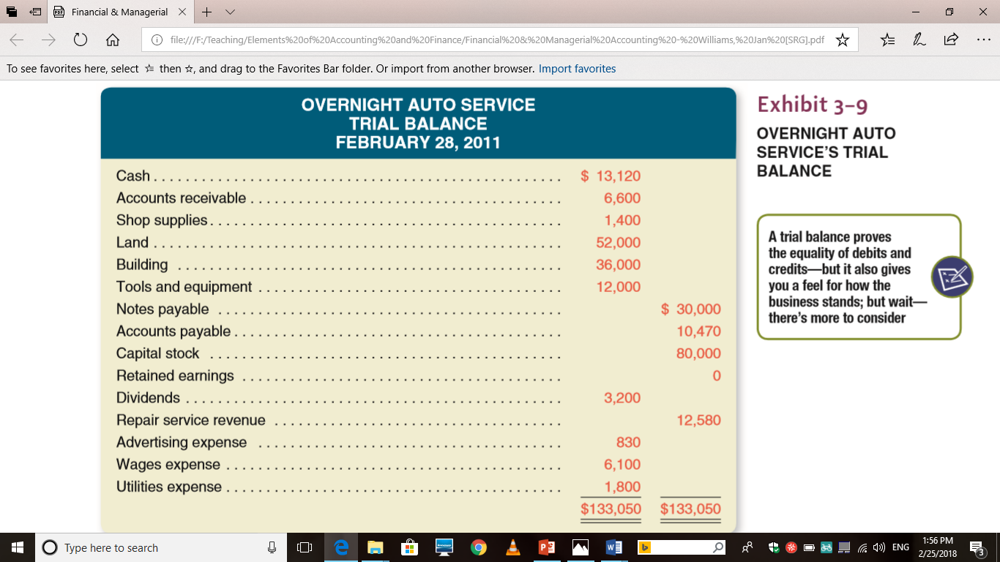 Financial & Managerial
file:///F:/Teaching/Elements%20of%20Accounting%20and%20Finance/Financial%20&%20Managerial%20Accounting%20-%20Williams,%20Jan%20[SRG].pdf
To see favorites here, select ☆ then ☆, and drag to the Favorites Bar folder. Or import from another browser. Import favorites
OVERNIGHT AUTO SERVICE
TRIAL BALANCE
FEBRUARY 28, 2011
Cash . . . . . . . . . . $ 13,120
Accounts receivable . . . . . . . . . . 6,600
Shop supplies . . . . . . . . . . 1,400
Land . . . . . . . . . . 52,000
Building . . . . . . . . . . 36,000
Tools and equipment . . . . . . . . . . 12,000
Notes payable . . . . . . . . . . $ 30,000
Accounts payable . . . . . . . . . . 10,470
Capital stock . . . . . . . . . . 80,000
Retained earnings . . . . . . . . . . 0
Dividends . . . . . . . . . . 3,200
Repair service revenue . . . . . . . . . . 12,580
Advertising expense . . . . . . . . . . 830
Wages expense . . . . . . . . . . 6,100
Utilities expense . . . . . . . . . . 1,800
$133,050 $133,050
Exhibit 3–9
OVERNIGHT AUTO
SERVICE'S TRIAL
BALANCE
A trial balance proves
the equality of debits and
credits—but it also gives
you a feel for how the
business stands; but wait—
there's more to consider
Type here to search
ENG
1:56 PM
2/25/2018
3